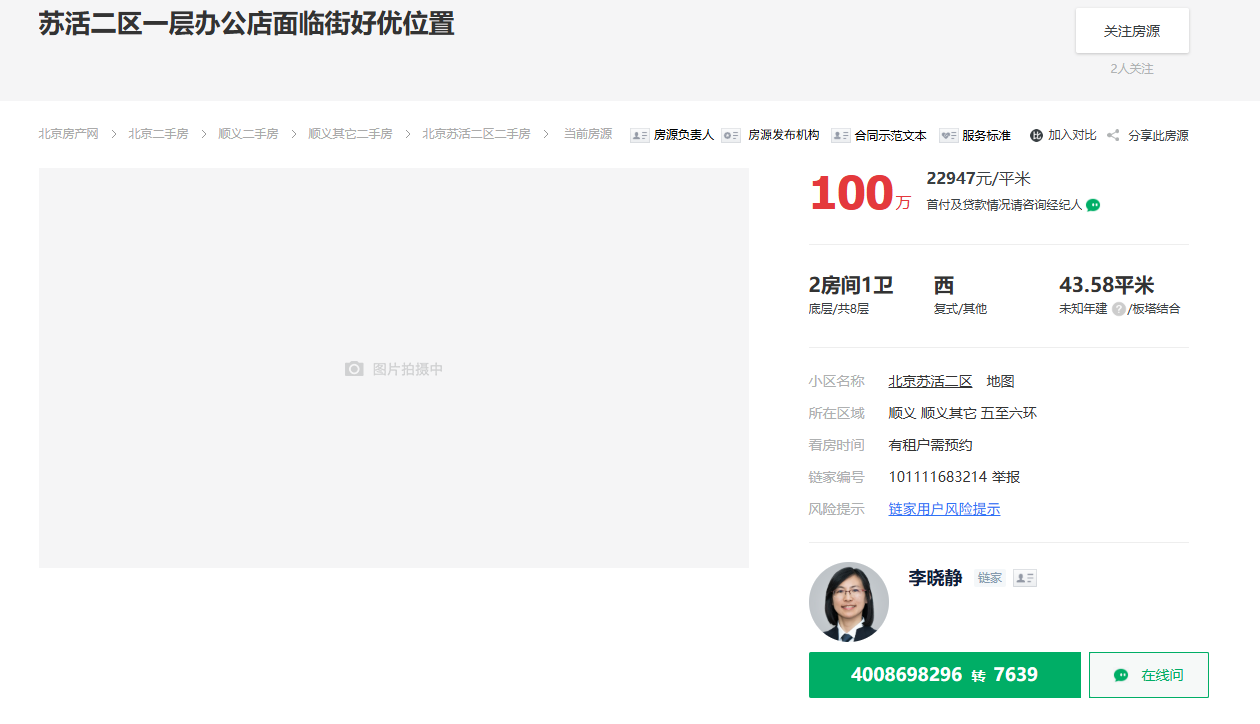 苏活二区一层办公店面临街好优位置
关注房源
2人关注
北京房产网 > 北京二手房 > 顺义二手房 > 顺义其它二手房 > 北京苏活二区二手房 > 当前房源 房源负责人 房源发布机构 合同示范文本 服务标准 比 加入对比 分享此房源
100万
22947元/平米
首付及贷款情况请咨询经纪人
2房间1卫 西 43.58平米
底层/共8层 复式/其他 未知年建 ? /板塔结合
图片拍摄中
小区名称 北京苏活二区 地图
所在区域 顺义 顺义其它 五至六环
看房时间 有租户需预约
链家编号 101111683214 举报
风险提示 链家用户风险提示
李晓静 链家
4008698296 转 7639 在线问